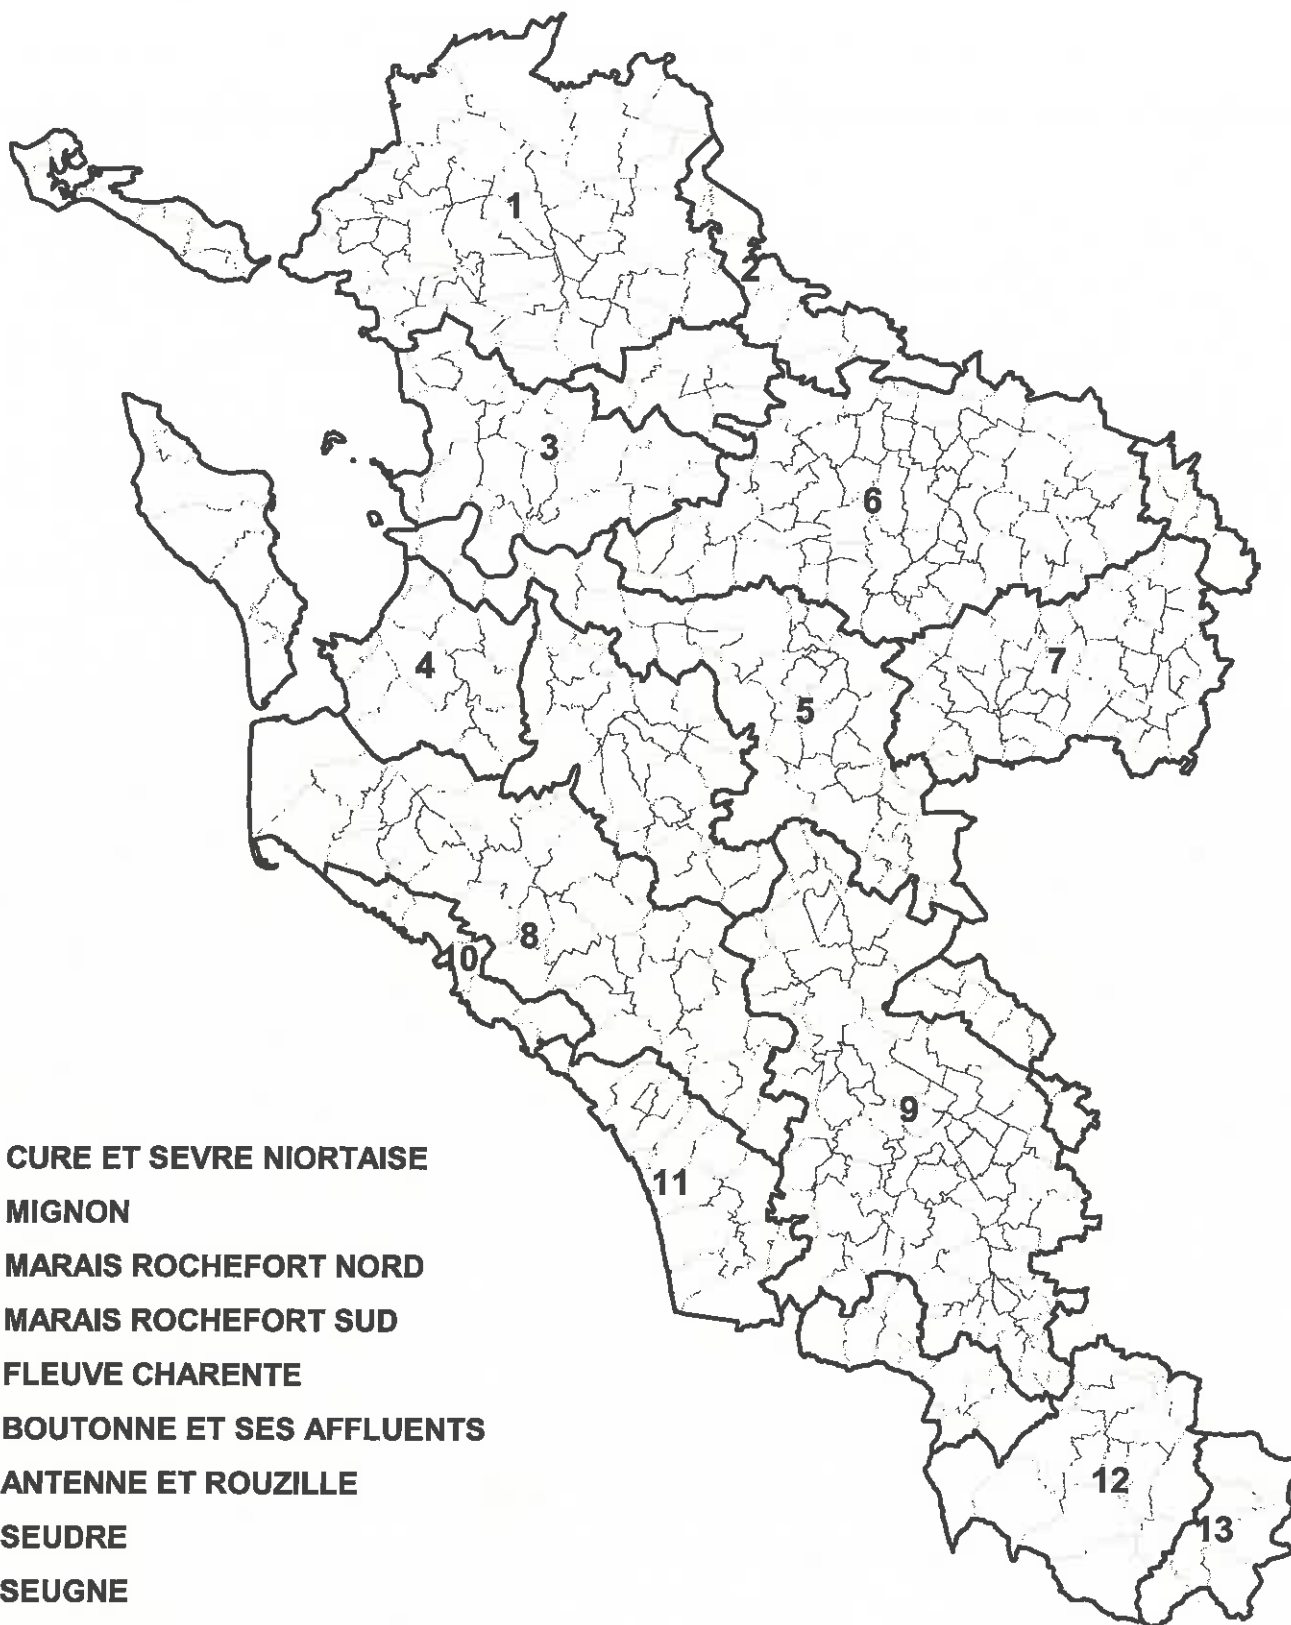 1
2
3
6
4
7
5
8
10
9
11
12
13
CURE ET SEVRE NIORTAISE
MIGNON
MARAIS ROCHEFORT NORD
MARAIS ROCHEFORT SUD
FLEUVE CHARENTE
BOUTONNE ET SES AFFLUENTS
ANTENNE ET ROUZILLE
SEUDRE
SEUGNE